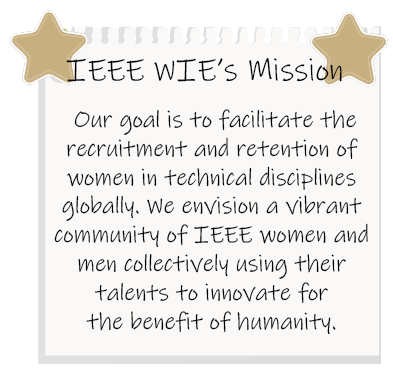 IEEE WIE's Mission
Our goal is to facilitate the
recruitment and retention of
women in technical disciplines
globally. We envision a vibrant
community of IEEE women and
men collectively using their
talents to innovate for
the benefit of humanity.